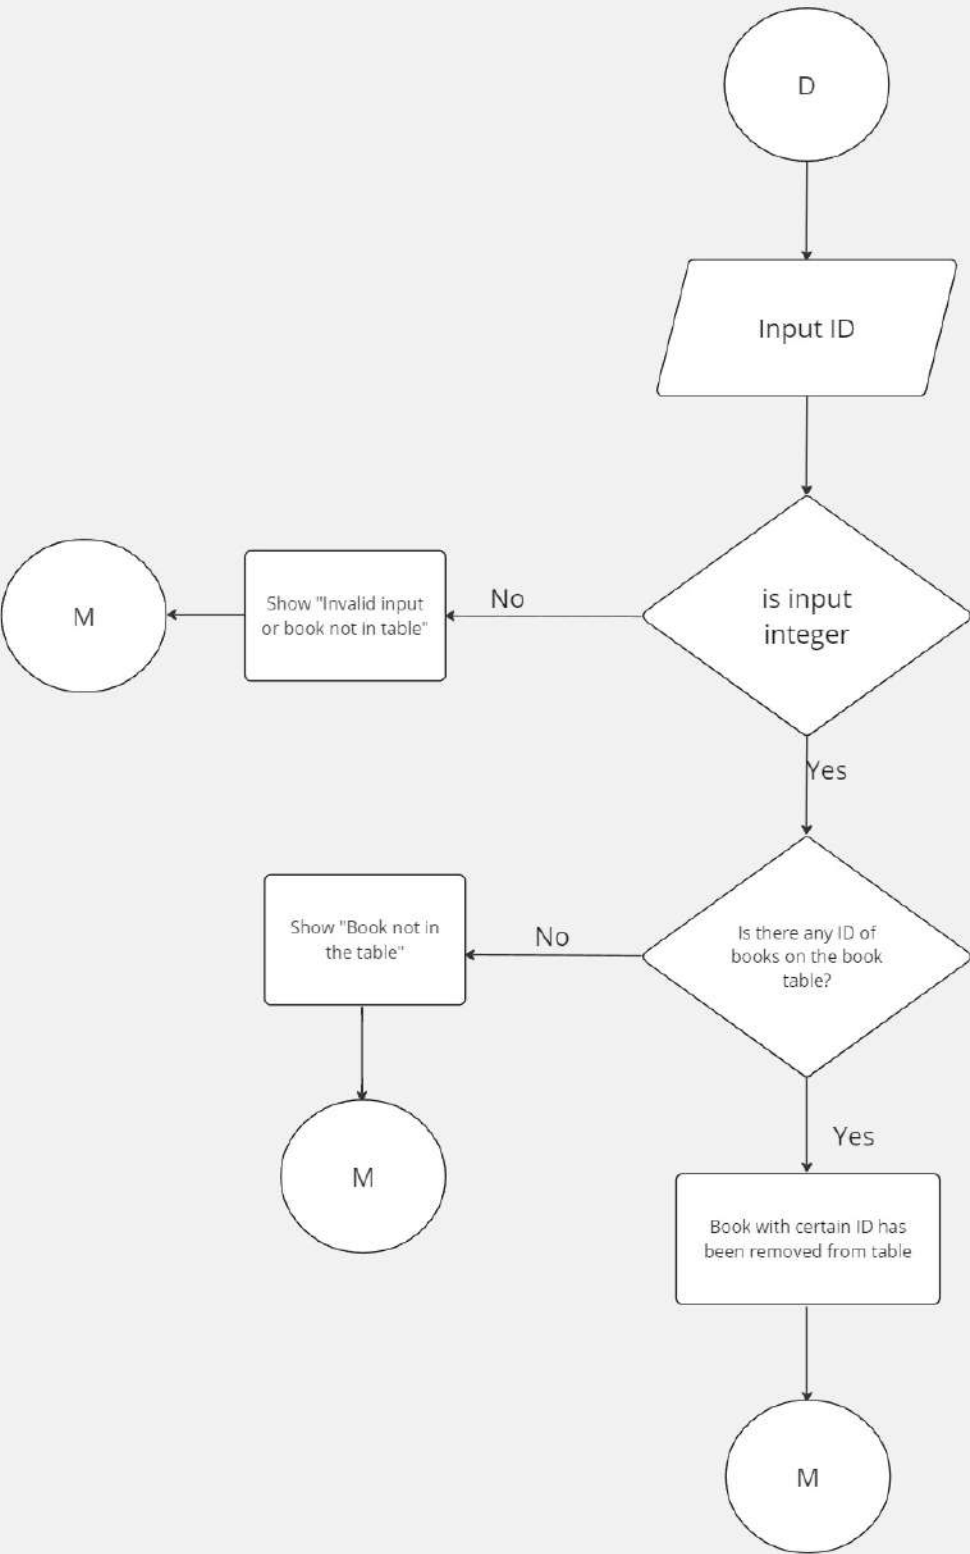 D
Input ID
is input
integer
No
Show "Invalid input
or book not in table"
M
Yes
Is there any ID of
books on the book
table?
No
Show "Book not in
the table"
M
Yes
Book with certain ID has
been removed from table
M